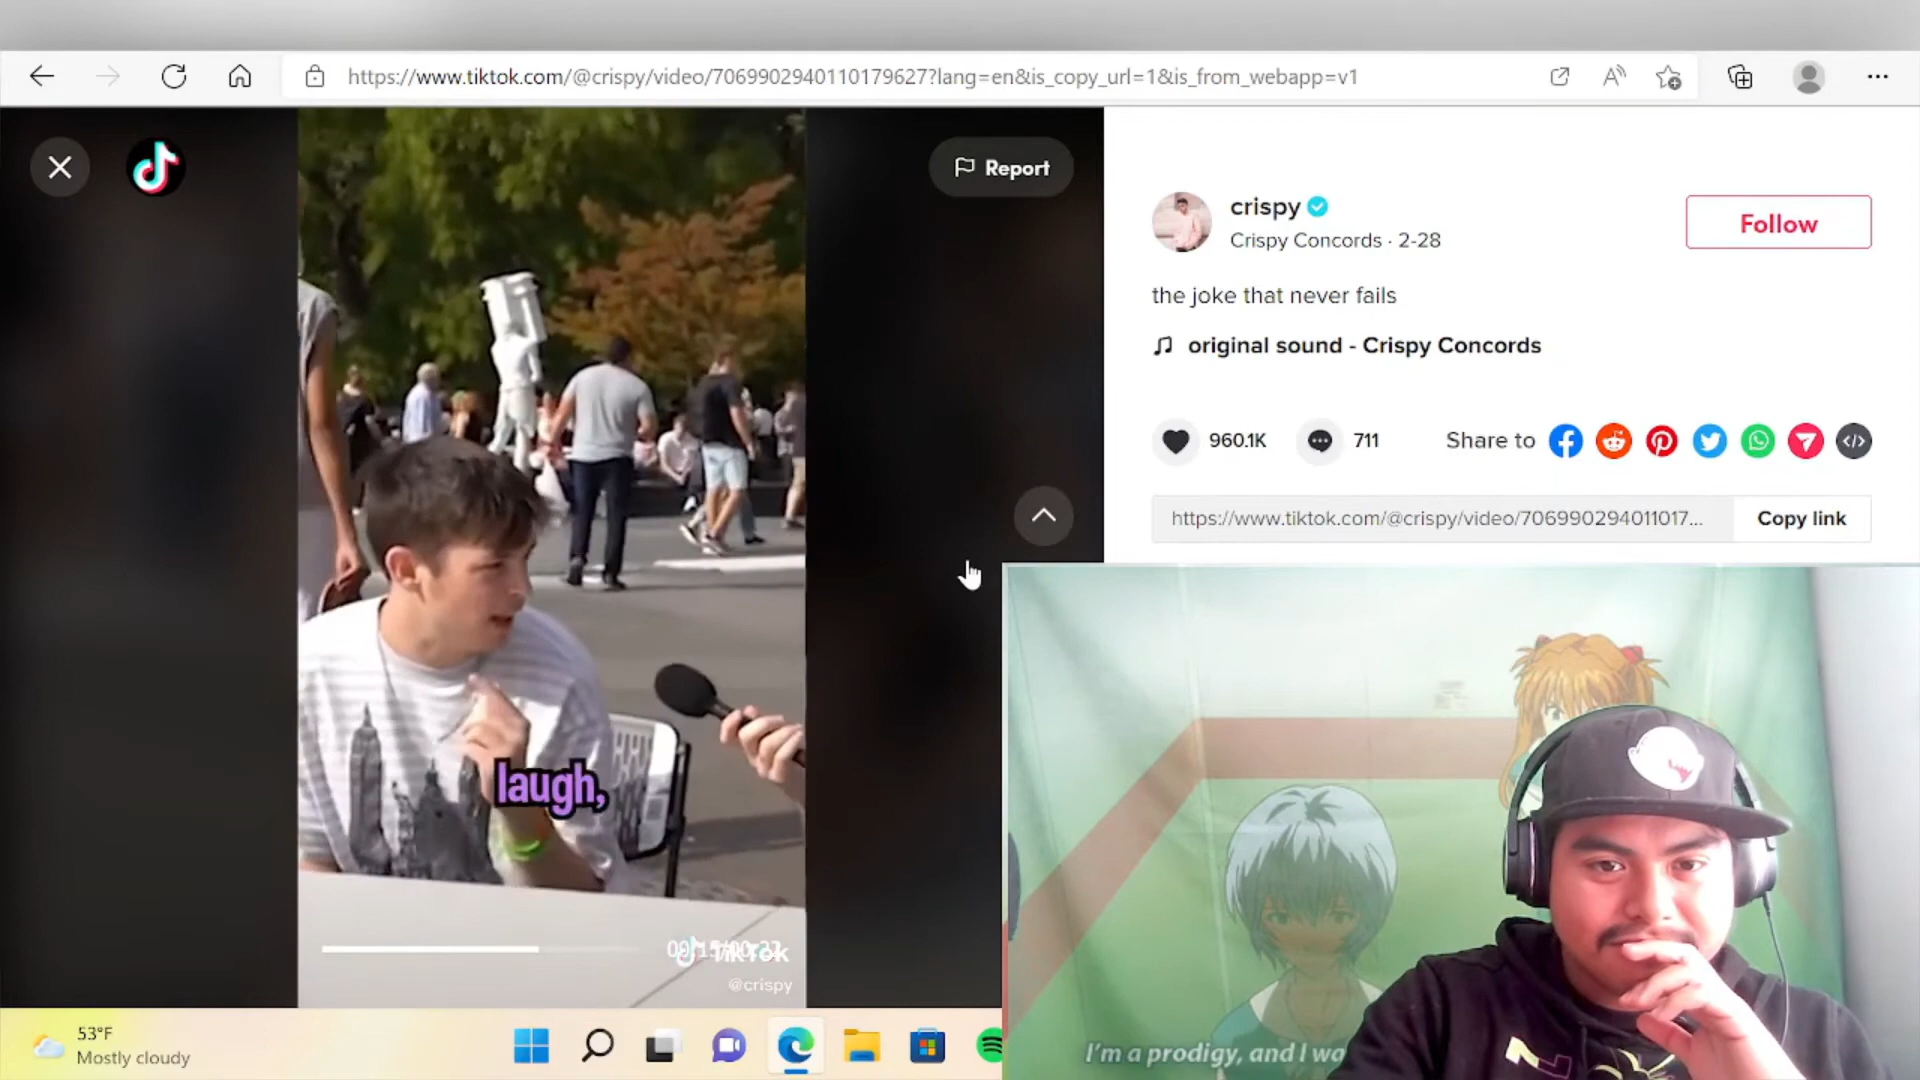 https://www.tiktok.com/@crispy/video/7069902940110179627?lang=en&is_copy_url=1&is_from_webapp=v1
Report
crispy
Crispy Concords · 2-28
Follow
the joke that never fails
original sound - Crispy Concords
960.1K
711
Share to
https://www.tiktok.com/@crispy/video/706990294011017...
Copy link
laugh,
TikTok
@crispy
I'm a prodigy, and I wo
53°F
Mostly cloudy